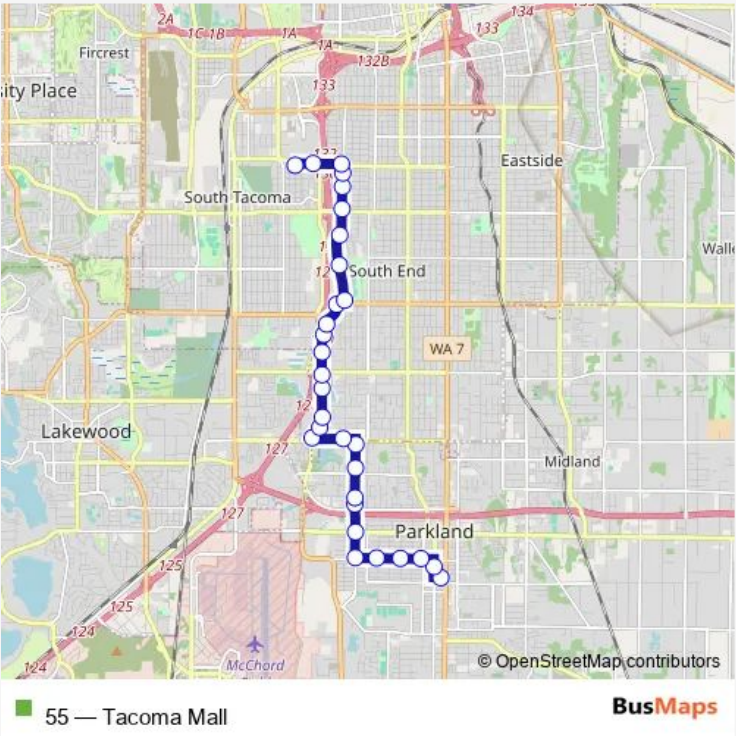 2A
1C 1B
1A
1A
133
134
133
132B
133
Fircrest
sity Place
Eastside
South Tacoma
South End
WA 7
Lakewood
127
Midland
127
Parkland
125
125
124
124
McChord
© OpenStreetMap contributors
55 — Tacoma Mall
BusMaps